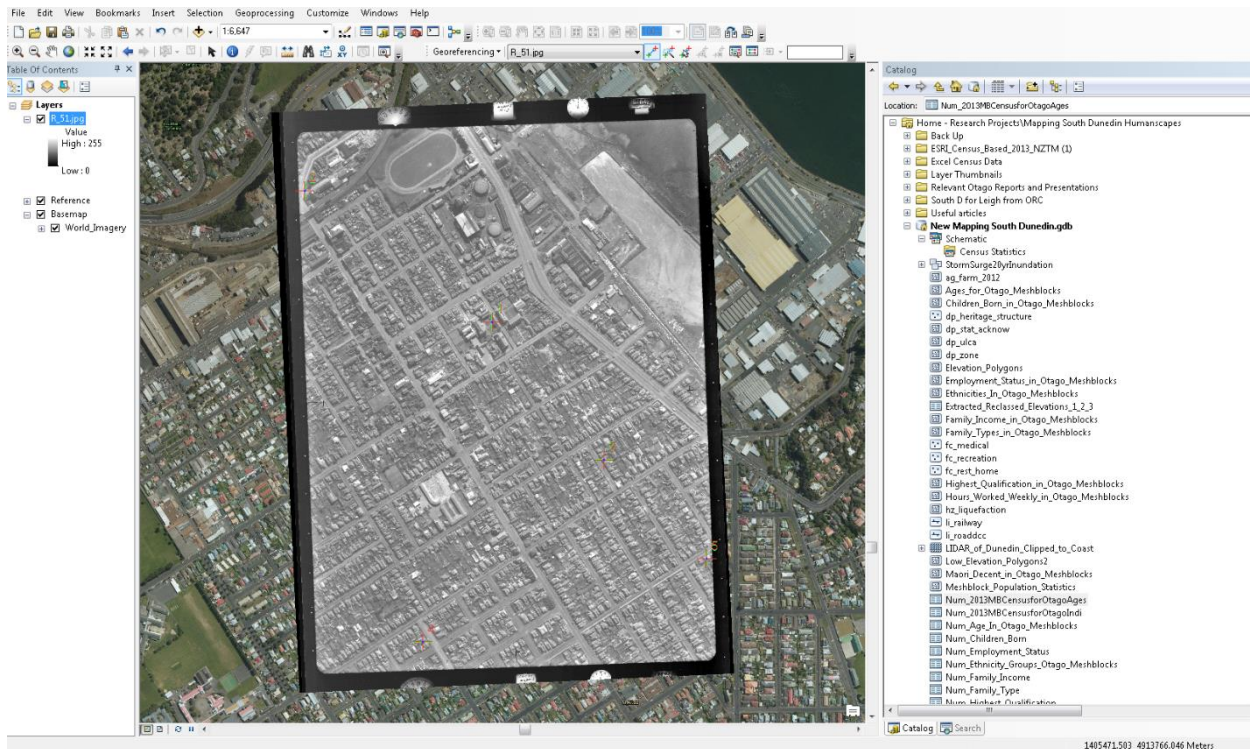 File Edit View Bookmarks Insert Selection Geoprocessing Customize Windows Help
1:6,647
Georeferencing R_51.jpg
Table Of Contents
Layers
R_51.jpg
Value
High : 255
Low : 0
Reference
Basemap
World_Imagery
Catalog
Location: Num_2013MBCensusforOtagoAges
Home - Research Projects\Mapping South Dunedin Humanscapes
Back Up
ESRI_Census_Based_2013_NZTM (1)
Excel Census Data
Layer Thumbnails
Relevant Otago Reports and Presentations
South D for Leigh from ORC
Useful articles
New Mapping South Dunedin.gdb
Schematic
Census Statistics
StormSurge20yrInundation
ag_farm_2012
Ages_for_Otago_Meshblocks
Children_Born_in_Otago_Meshblocks
dp_heritage_structure
dp_stat_acknow
dp_ulca
dp_zone
Elevation_Polygons
Employment_Status_in_Otago_Meshblocks
Ethnicities_In_Otago_Meshblocks
Extracted_Reclassed_Elevations_1_2_3
Family_Income_in_Otago_Meshblocks
Family_Types_in_Otago_Meshblocks
fc_medical
fc_recreation
fc_rest_home
Highest_Qualification_in_Otago_Meshblocks
Hours_Worked_Weekly_in_Otago_Meshblocks
hz_liquefaction
li_railway
li_roaddcc
LIDAR_of_Dunedin_Clipped_to_Coast
Low_Elevation_Polygons2
Maori_Decent_in_Otago_Meshblocks
Meshblock_Population_Statistics
Num_2013MBCensusforOtagoAges
Num_2013MBCensusforOtagoIndi
Num_Age_In_Otago_Meshblocks
Num_Children_Born
Num_Employment_Status
Num_Ethnicity_Groups_Otago_Meshblocks
Num_Family_Income
Num_Family_Type
Num_Highest_Qualification
Catalog Search
1405471.503 4913766.046 Meters